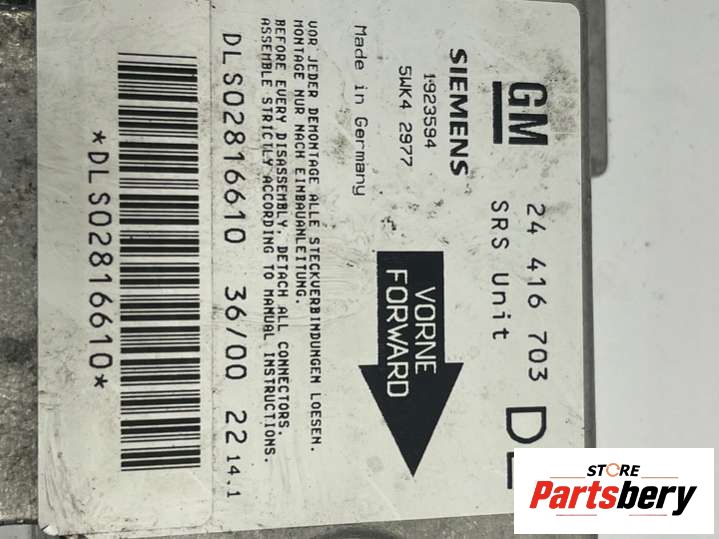 GM
24 416 703
SRS Unit
SIEMENS
1923594
5WK4 2977
VORNE
FORWARD
Made in Germany
VOR JEDER DEMONTAGE ALLE STECKVERBINDUNGEN LOESEN.
MONTAGE NUR NACH EINBAUANLEITUNG.
BEFORE EVERY DISASSEMBLY, DETACH ALL CONNECTORS.
ASSEMBLE STRICTLY ACCORDING TO MANUAL INSTRUCTIONS.
DLS02816610 36/00 22 14.1
*DLS02816610*
STORE
Partsbery